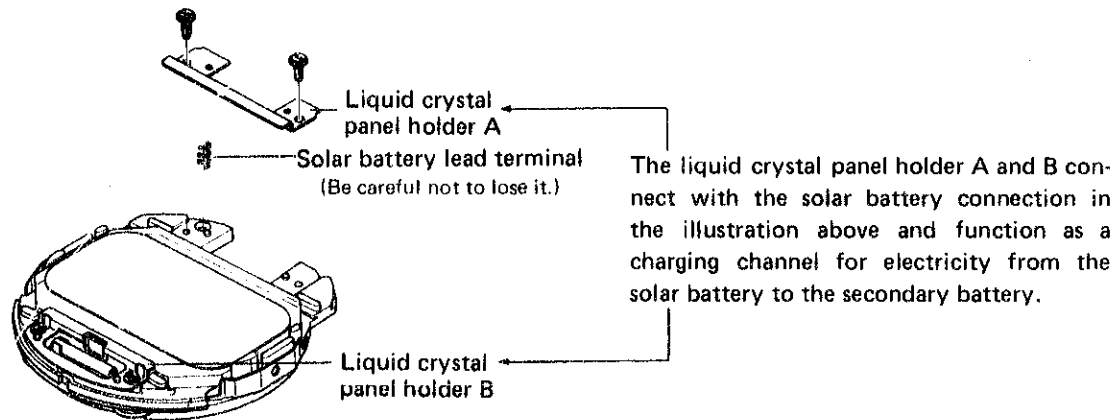 Liquid crystal
panel holder A
Solar battery lead terminal
(Be careful not to lose it.)
The liquid crystal panel holder A and B con-
nect with the solar battery connection in
the illustration above and function as a
charging channel for electricity from the
solar battery to the secondary battery.
Liquid crystal
panel holder B